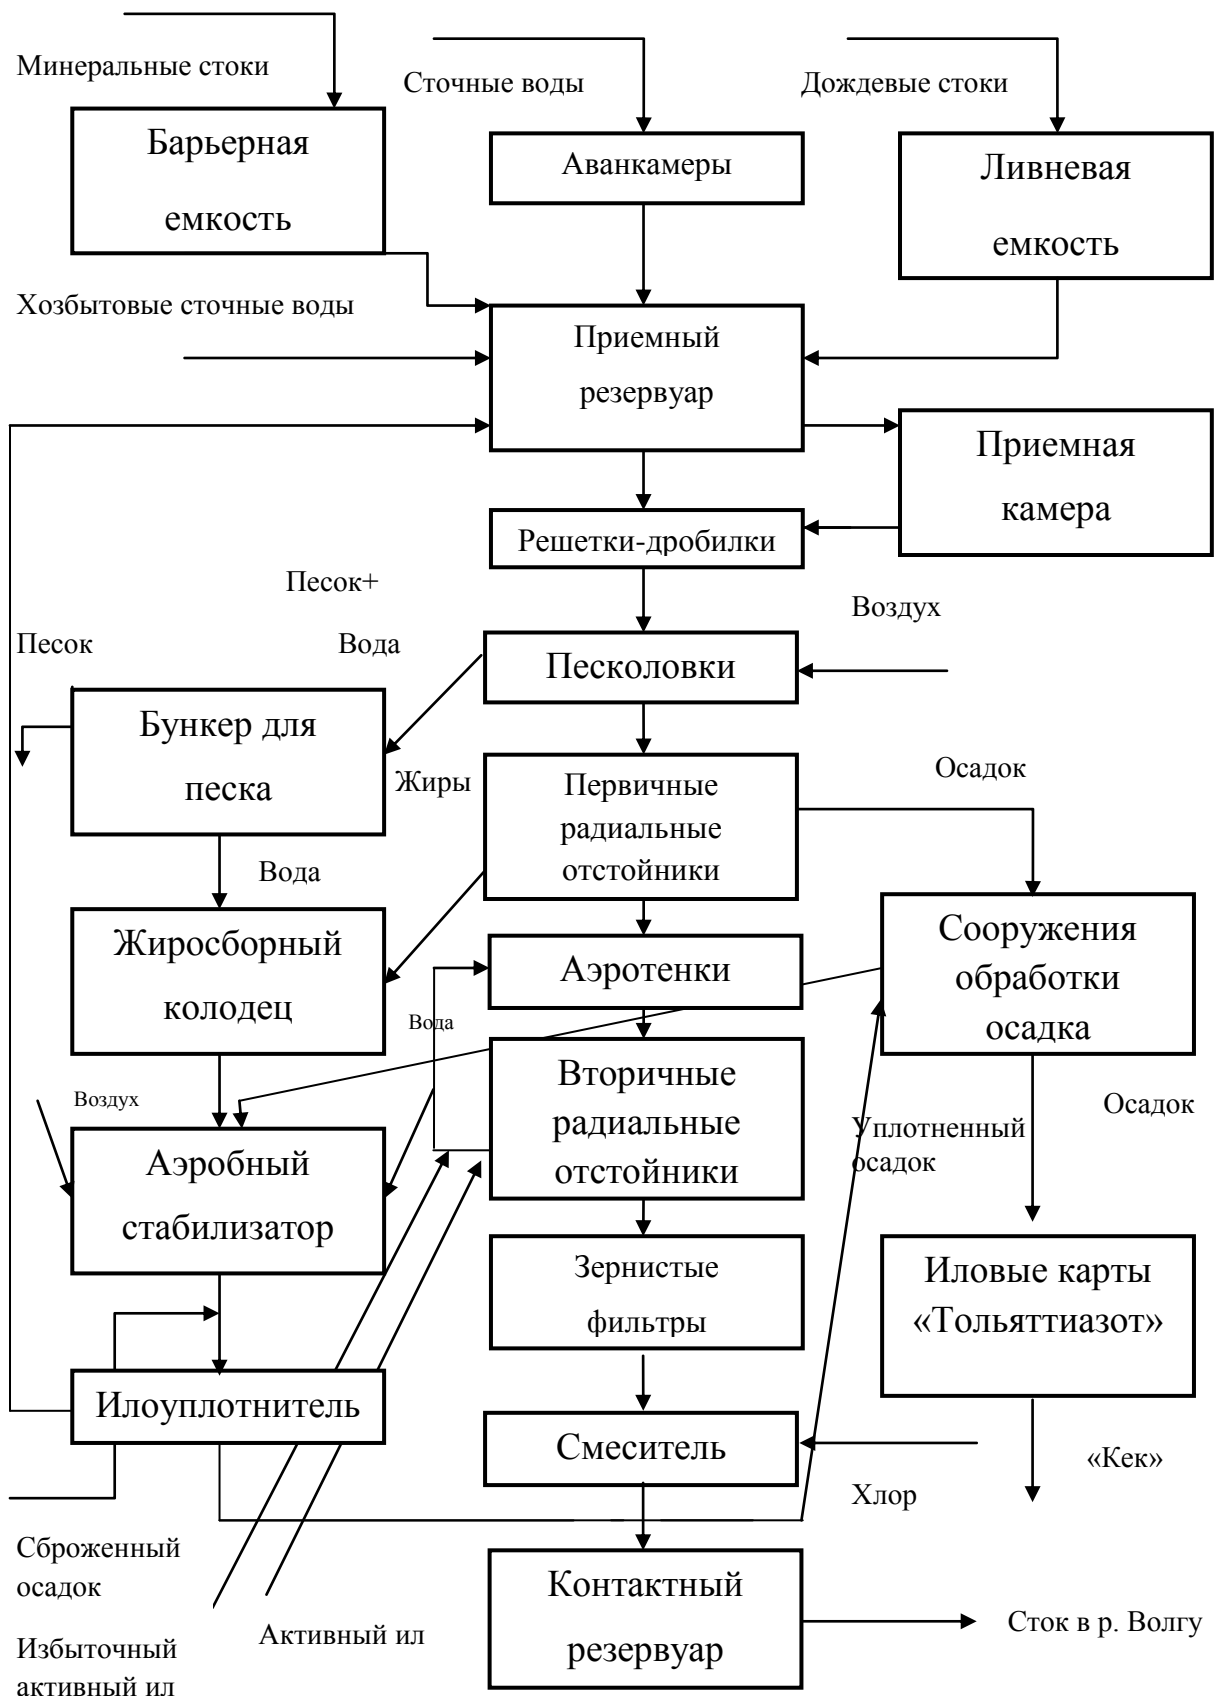 Минеральные стоки
Сточные воды
Дождевые стоки
Барьерная
емкость
Аванкамеры
Ливневая
емкость
Хозбытовые сточные воды
Приемный
резервуар
Приемная
камера
Решетки-дробилки
Песок+
Вода
Воздух
Песок
Песколовки
Бункер для
песка
Жиры
Первичные
радиальные
отстойники
Осадок
Вода
Жиросборный
колодец
Аэротенки
Сооружения
обработки
осадка
Вода
Воздух
Вторичные
радиальные
отстойники
Осадок
Уплотненный
осадок
Аэробный
стабилизатор
Зернистые
фильтры
Иловые карты
«Тольяттиазот»
Илоуплотнитель
Смеситель
«Кек»
Хлор
Сброженный
осадок
Контактный
резервуар
Сток в р. Волгу
Активный ил
Избыточный
активный ил